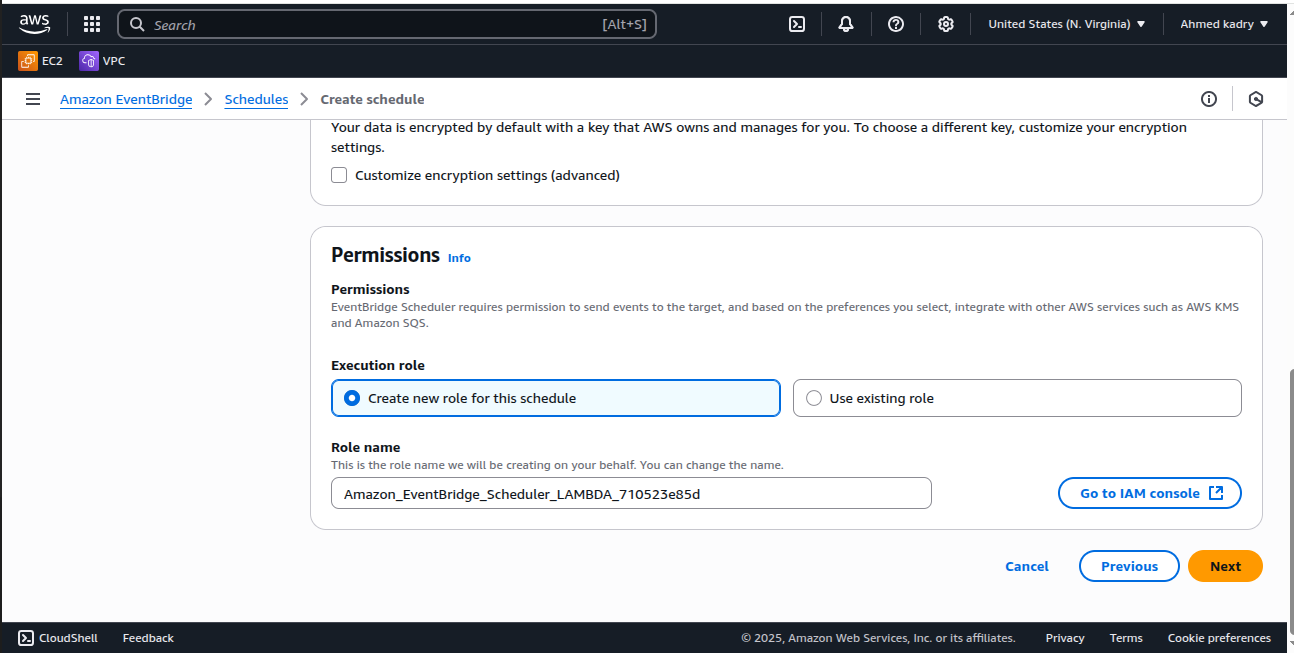 aws
Search [Alt+S]
United States (N. Virginia) ▼
Ahmed kadry ▼
EC2 VPC
Amazon EventBridge > Schedules > Create schedule
Your data is encrypted by default with a key that AWS owns and manages for you. To choose a different key, customize your encryption
settings.
Customize encryption settings (advanced)
Permissions Info
Permissions
EventBridge Scheduler requires permission to send events to the target, and based on the preferences you select, integrate with other AWS services such as AWS KMS
and Amazon SQS.
Execution role
Create new role for this schedule
Use existing role
Role name
This is the role name we will be creating on your behalf. You can change the name.
Amazon_EventBridge_Scheduler_LAMBDA_710523e85d
Go to IAM console
Cancel Previous Next
CloudShell Feedback © 2025, Amazon Web Services, Inc. or its affiliates. Privacy Terms Cookie preferences